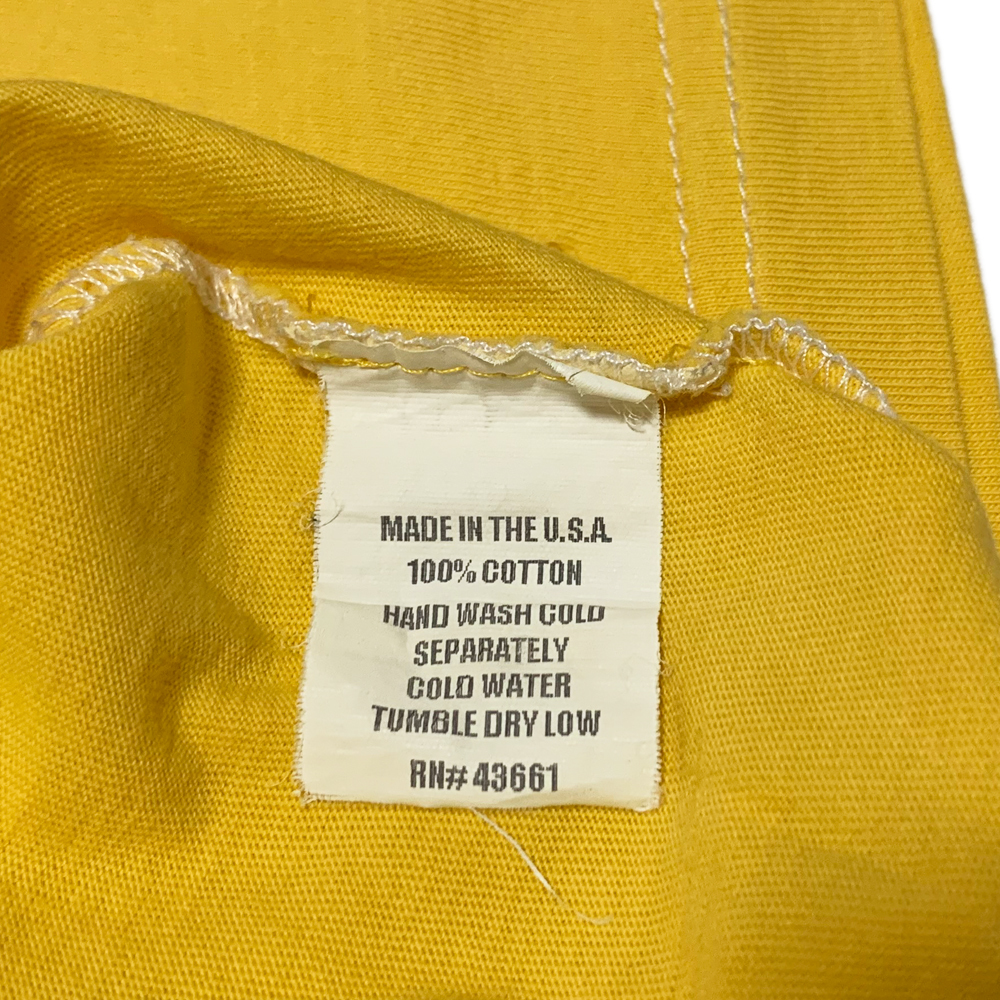 MADE IN THE U.S.A.
100% COTTON
HAND WASH COLD
SEPARATELY
COLD WATER
TUMBLE DRY LOW
RN# 43661